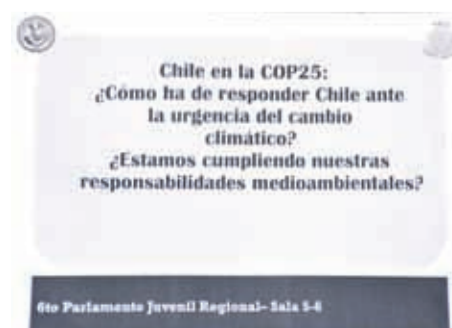 Chile en la COP25:
¿Cómo ha de responder Chile ante
la urgencia del cambio
climático?
¿Estamos cumpliendo nuestras
responsabilidades medioambientales?
6to Parlamento Juvenil Regional– Sala 5-6